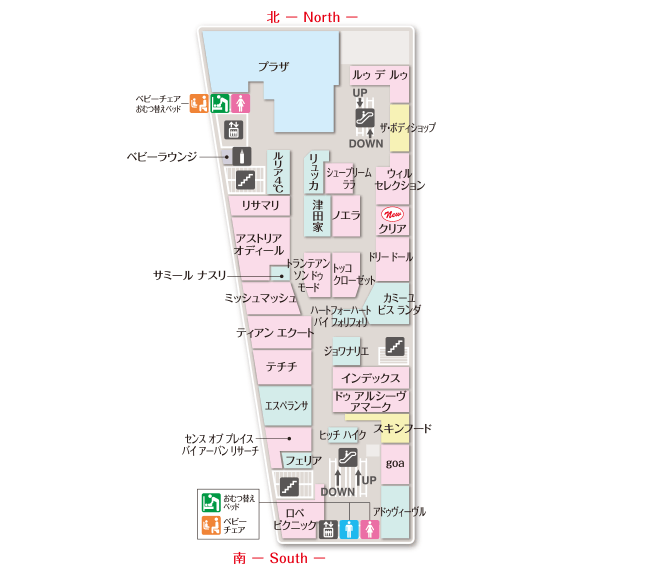 北 － North －
プラザ
ルゥ デ ルゥ
ベビーチェア
おむつ替えベッド
UP
DOWN
ザ・ボディショップ
ベビーラウンジ
ルリア4℃
リュッカ
シュープリーム
ララ
ウィル
セレクション
リサマリ
津田家
ノエラ
New
クリア
アストリア
オディール
ドリードール
トランテアン
ソンドゥ
モード
トッコ
クローゼット
サミール ナスリ
ミッシュマッシュ
カミーユ
ビス ランダ
ハートフォーハート
バイ フォリフォリ
ティアン エクート
ジョワナリエ
テチチ
インデックス
ドゥ アルシーヴ
アマーク
エスペランサ
スキンフード
センス オブ プレイス
バイ アーバン リサーチ
ヒッチ ハイク
フェリア
goa
UP
DOWN
おむつ替え
ベッド
ベビー
チェア
ロペ
ピクニック
アドゥヴィーヴル
南 － South －